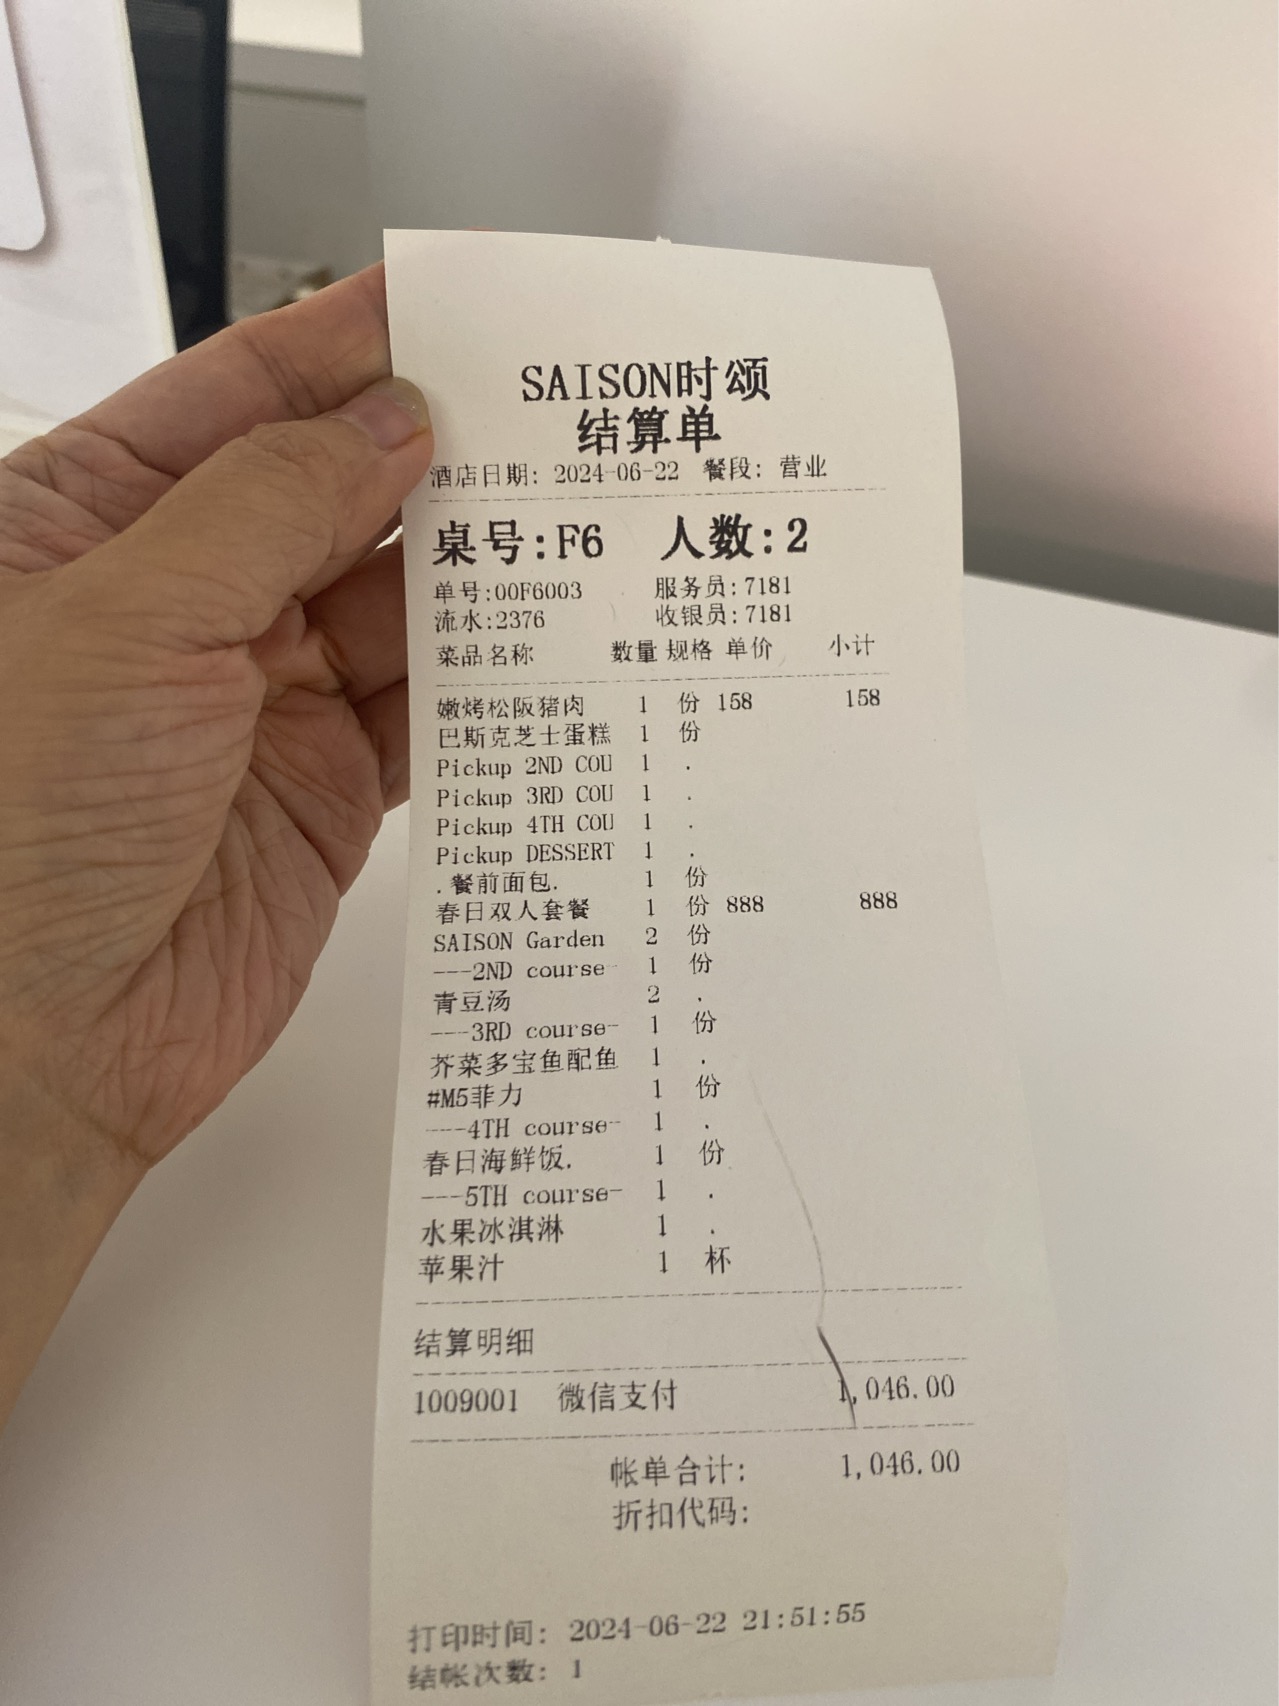 SAISON时颂
结算单
酒店日期: 2024-06-22 餐段: 营业
桌号:F6 人数:2
单号:00F6003 服务员:7181
流水:2376 收银员:7181
菜品名称 数量 规格 单价 小计
嫩烤松阪猪肉 1 份 158 158
巴斯克芝士蛋糕 1 份
Pickup 2ND COU 1 .
Pickup 3RD COU 1 .
Pickup 4TH COU 1 .
Pickup DESSERT 1 .
.餐前面包. 1 份
春日双人套餐 1 份 888 888
SAISON Garden 2 份
---2ND course- 1 份
青豆汤 2 .
---3RD course- 1 份
芥菜多宝鱼配鱼 1 .
#M5菲力 1 份
----4TH course- 1 .
春日海鲜饭. 1 份
---5TH course- 1 .
水果冰淇淋 1 .
苹果汁 1 杯
结算明细
1009001 微信支付 1,046.00
帐单合计: 1,046.00
折扣代码:
打印时间: 2024-06-22 21:51:55
结帐次数: 1